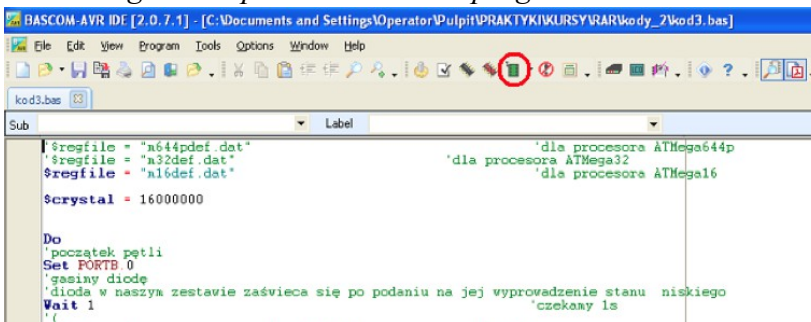 BASCOM-AVR IDE [2.0.7.1] - [C:\Documents and Settings\Operator\Pulpit\PRAKTYKI\KURSY\RAR\kody_2\kod3.bas]
File Edit View Program Tools Options Window Help
kod3.bas
Sub Label
'$regfile = "m644pdef.dat" 'dla procesora ATMega644p
'$regfile = "m32def.dat" 'dla procesora ATMega32
$regfile = "m16def.dat" 'dla procesora ATMega16
$crystal = 16000000
Do
'początek pętli
Set PORTB.0
'gasimy diodę
'dioda w naszym zestawie zaświeca się po podaniu na jej wyprowadzenie stanu niskiego
Wait 1 'czekamy 1s
'(